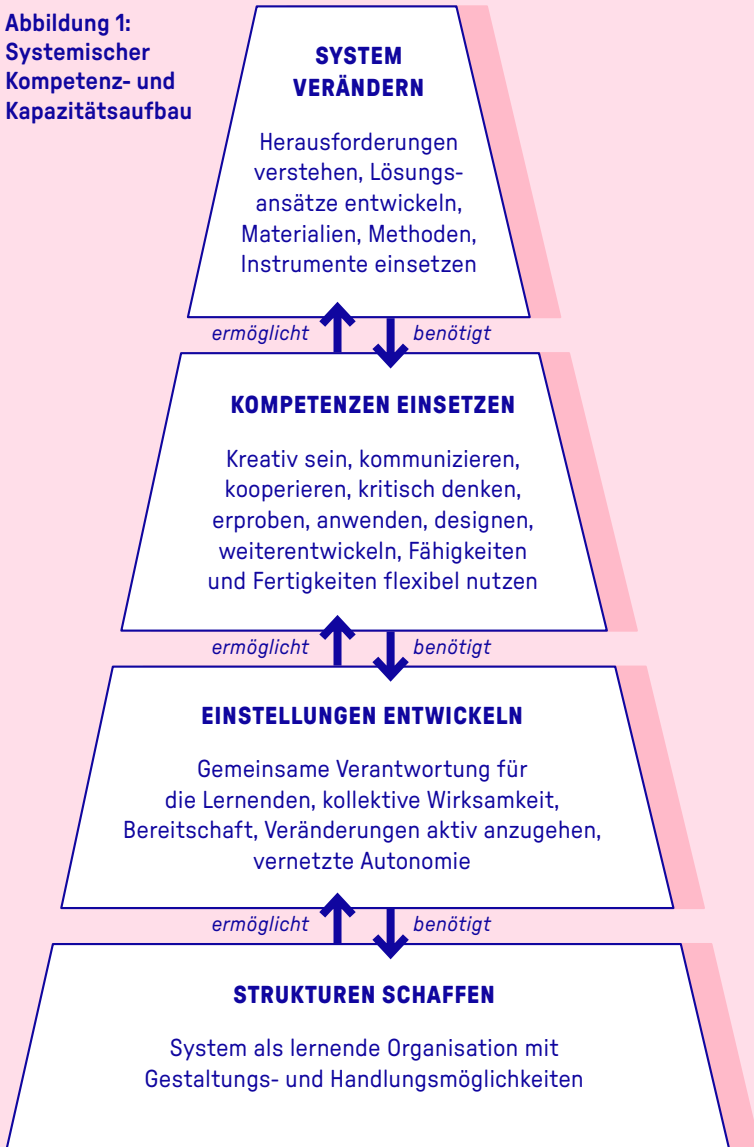 Abbildung 1:
Systemischer
Kompetenz- und
Kapazitätsaufbau
SYSTEM
VERÄNDERN
Herausforderungen
verstehen, Lösungs-
ansätze entwickeln,
Materialien, Methoden,
Instrumente einsetzen
ermöglicht benötigt
KOMPETENZEN EINSETZEN
Kreativ sein, kommunizieren,
kooperieren, kritisch denken,
erproben, anwenden, designen,
weiterentwickeln, Fähigkeiten
und Fertigkeiten flexibel nutzen
ermöglicht benötigt
EINSTELLUNGEN ENTWICKELN
Gemeinsame Verantwortung für
die Lernenden, kollektive Wirksamkeit,
Bereitschaft, Veränderungen aktiv anzugehen,
vernetzte Autonomie
ermöglicht benötigt
STRUKTUREN SCHAFFEN
System als lernende Organisation mit
Gestaltungs- und Handlungsmöglichkeiten